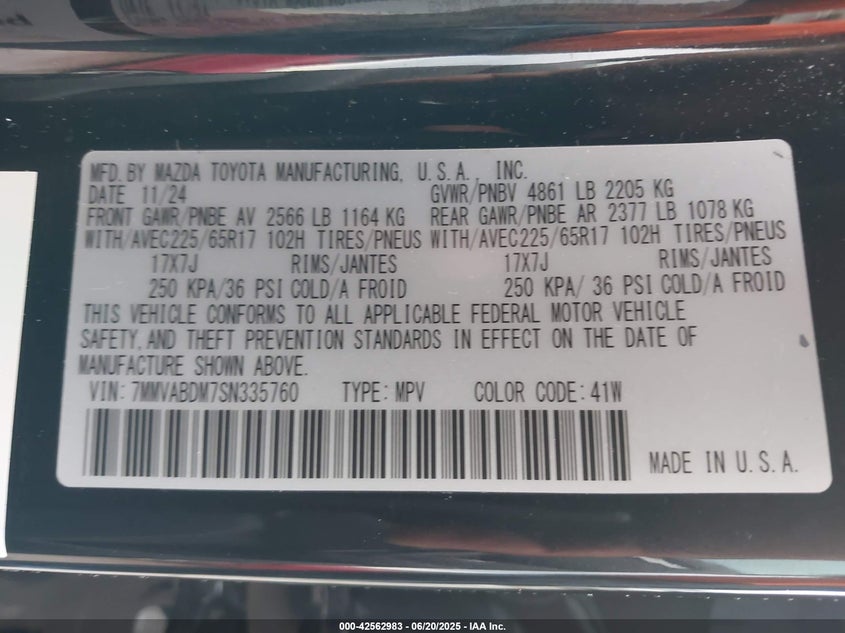 MFD. BY MAZDA TOYOTA MANUFACTURING, U.S.A., INC.
DATE 11/24 GVWR/PNBV 4861 LB 2205 KG
FRONT GAWR/PNBE AV 2566 LB 1164 KG REAR GAWR/PNBE AR 2377 LB 1078 KG
WITH/AVEC225/65R17 102H TIRES/PNEUS WITH/AVEC225/65R17 102H TIRES/PNEUS
17X7J RIMS/JANTES 17X7J RIMS/JANTES
250 KPA/36 PSI COLD/A FROID 250 KPA/ 36 PSI COLD/A FROID
THIS VEHICLE CONFORMS TO ALL APPLICABLE FEDERAL MOTOR VEHICLE
SAFETY, AND THEFT PREVENTION STANDARDS IN EFFECT ON THE DATE OF
MANUFACTURE SHOWN ABOVE.
VIN: 7MMVABDM7SN335760 TYPE: MPV COLOR CODE: 41W
MADE IN U.S.A.
000-42562983 - 06/20/2025 - IAA Inc.